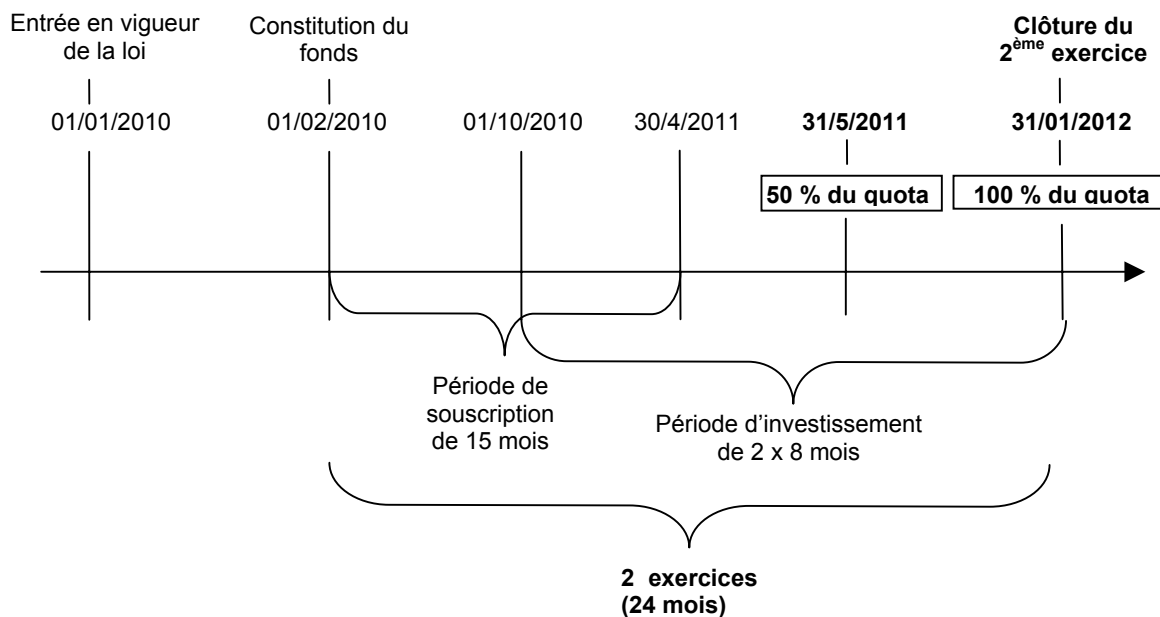 Entrée en vigueur
de la loi
Constitution du
fonds
Clôture du
2ème exercice
01/01/2010
01/02/2010
01/10/2010
30/4/2011
31/5/2011
31/01/2012
50 % du quota
100 % du quota
Période de
souscription
de 15 mois
Période d’investissement
de 2 x 8 mois
2 exercices
(24 mois)